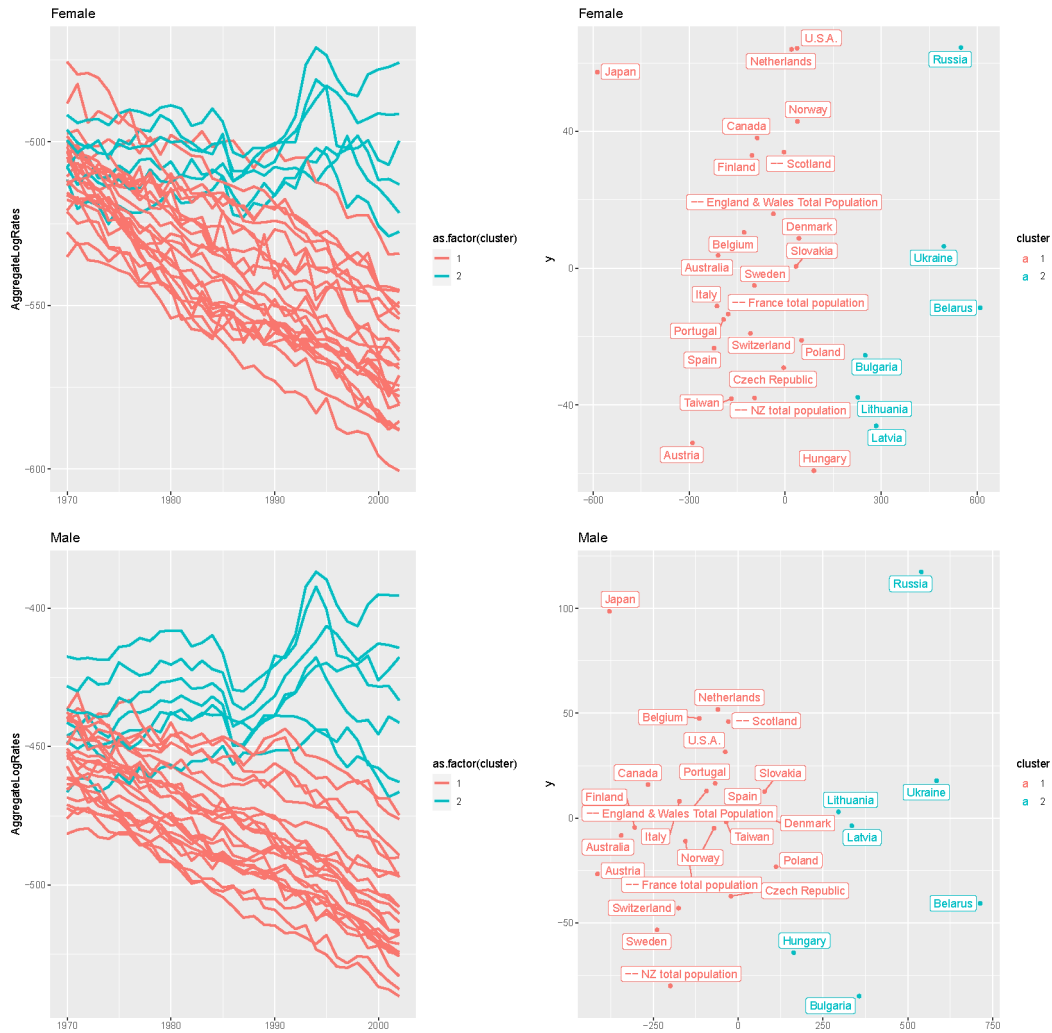 Female
AggregateLogRates
−500
−550
−600
1970
1980
1990
2000
as.factor(cluster)
1
2
Female
y
40
0
−40
−600
−300
0
300
600
U.S.A.
Netherlands
Russia
Japan
Norway
Canada
Finland
−− Scotland
−− England & Wales Total Population
Denmark
Belgium
Slovakia
Ukraine
Australia
Sweden
Italy
−− France total population
Belarus
Portugal
Switzerland
Poland
Spain
Bulgaria
Czech Republic
Taiwan
−− NZ total population
Lithuania
Latvia
Austria
Hungary
cluster
a 1
a 2
Male
AggregateLogRates
−400
−450
−500
1970
1980
1990
2000
as.factor(cluster)
1
2
Male
y
100
50
0
−50
−250
0
250
500
750
Russia
Japan
Netherlands
Belgium
−− Scotland
U.S.A.
Canada
Portugal
Slovakia
Finland
Spain
Lithuania
Ukraine
−− England & Wales Total Population
Denmark
Italy
Taiwan
Latvia
Australia
Norway
Poland
Austria
−− France total population
Czech Republic
Switzerland
Belarus
Sweden
Hungary
−− NZ total population
Bulgaria
cluster
a 1
a 2